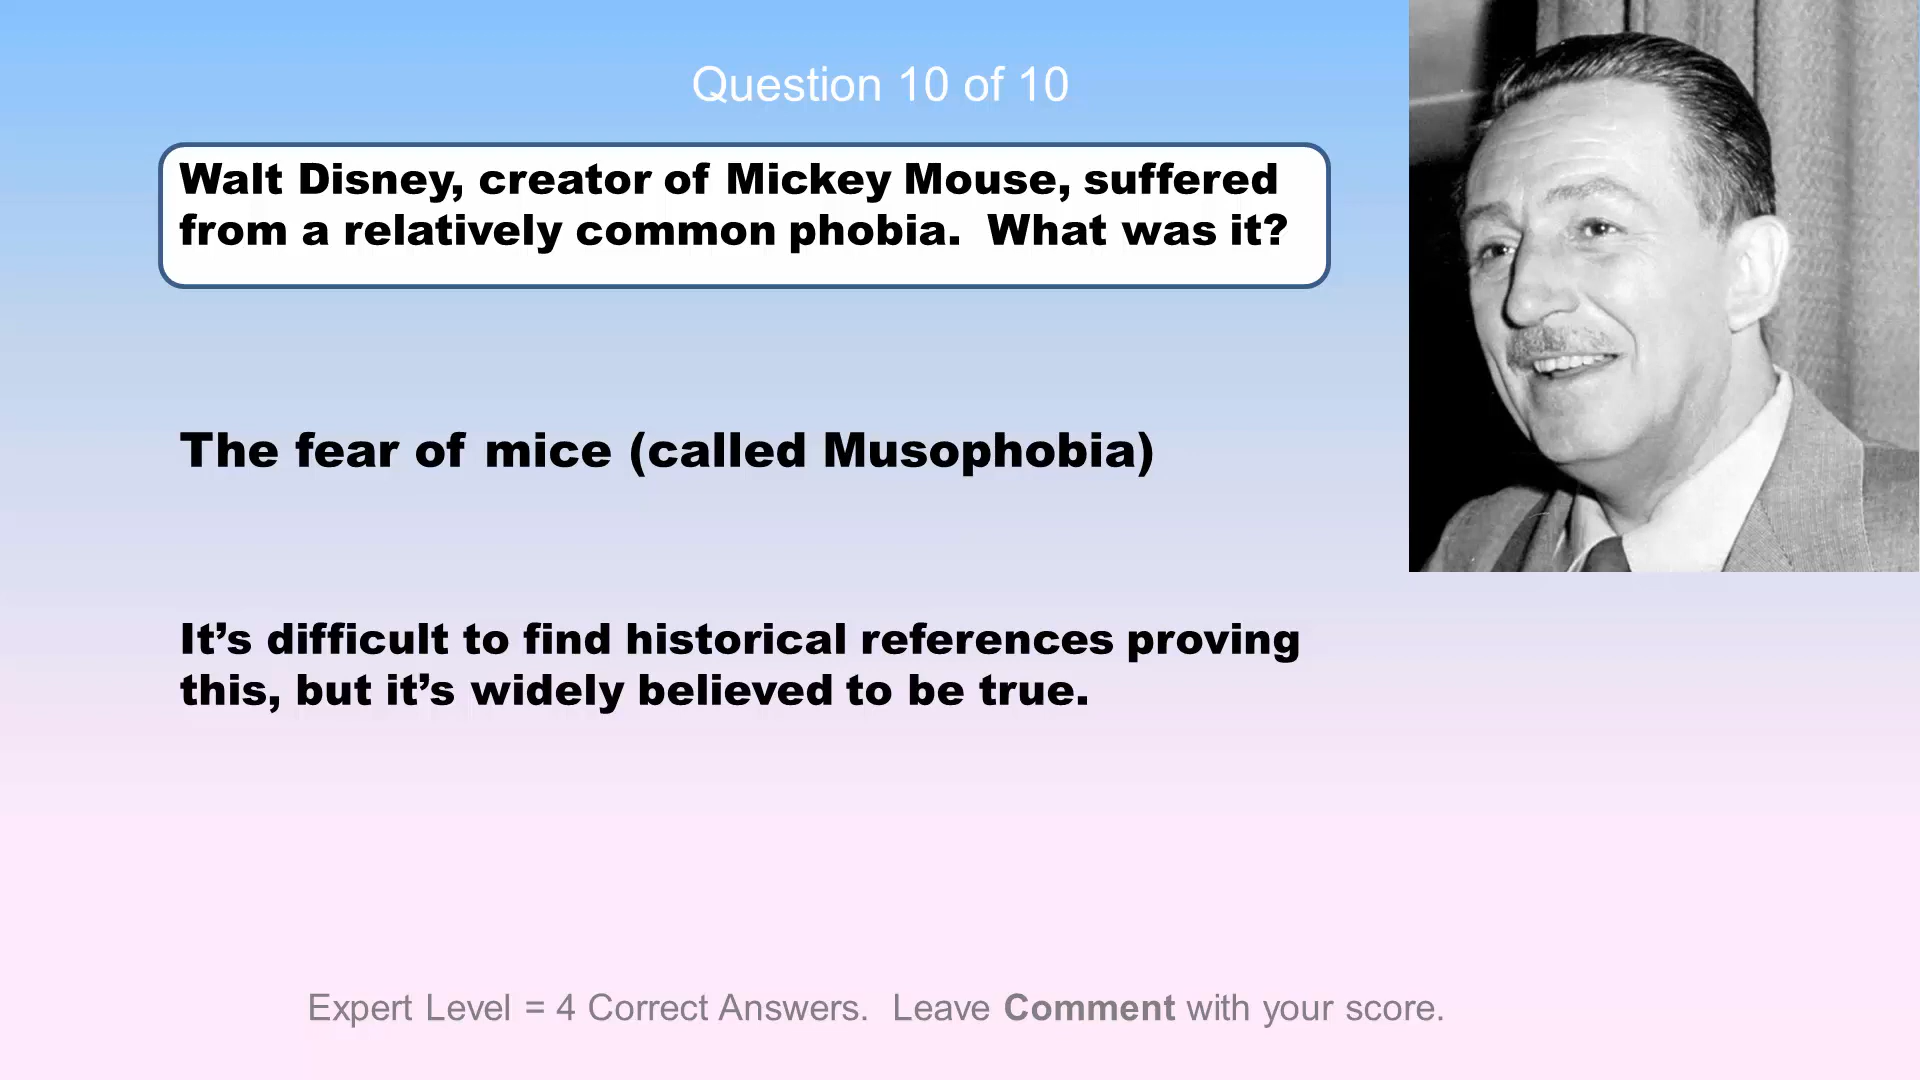 Question 10 of 10
Walt Disney, creator of Mickey Mouse, suffered
from a relatively common phobia.  What was it?
The fear of mice (called Musophobia)
It’s difficult to find historical references proving
this, but it’s widely believed to be true.
Expert Level = 4 Correct Answers.  Leave Comment with your score.